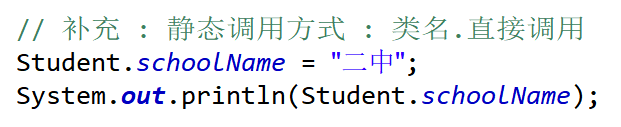 // 补充 : 静态调用方式 : 类名.直接调用
Student.schoolName = "二中";
System.out.println(Student.schoolName);